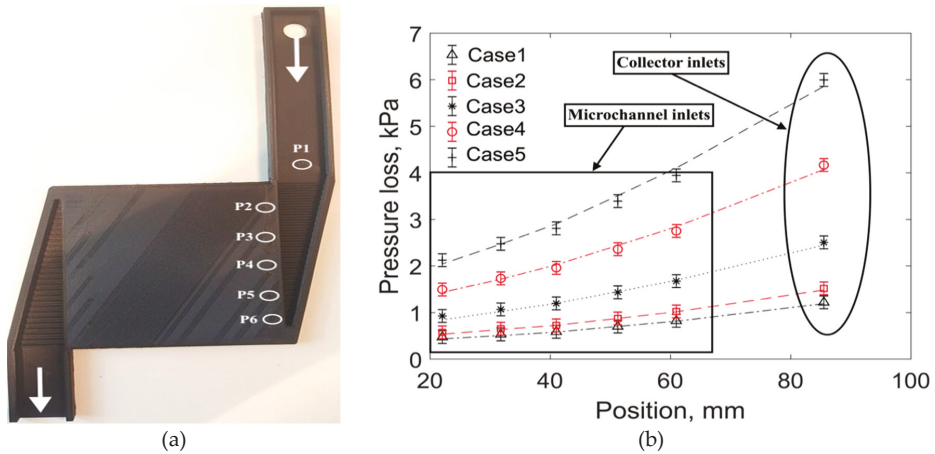 P1
P2
P3
P4
P5
P6
(a)
7
6
5
4
3
2
1
0
Pressure loss, kPa
Case1
Case2
Case3
Case4
Case5
Collector inlets
Microchannel inlets
20
40
60
80
100
Position, mm
(b)